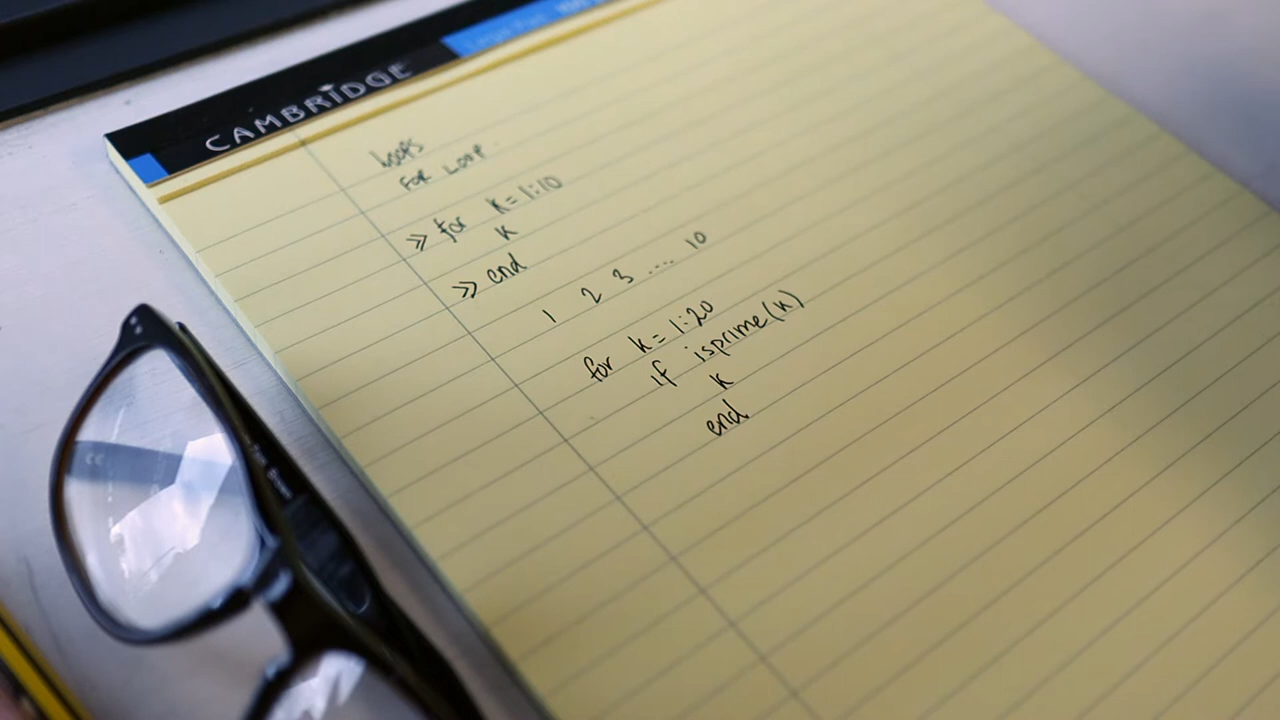 CAMBRIDGE
Loops
FOR LOOP
>> for k=1:10
k
>> end
1 2 3 .... 10
for k=1:20
if isprime(k)
k
end